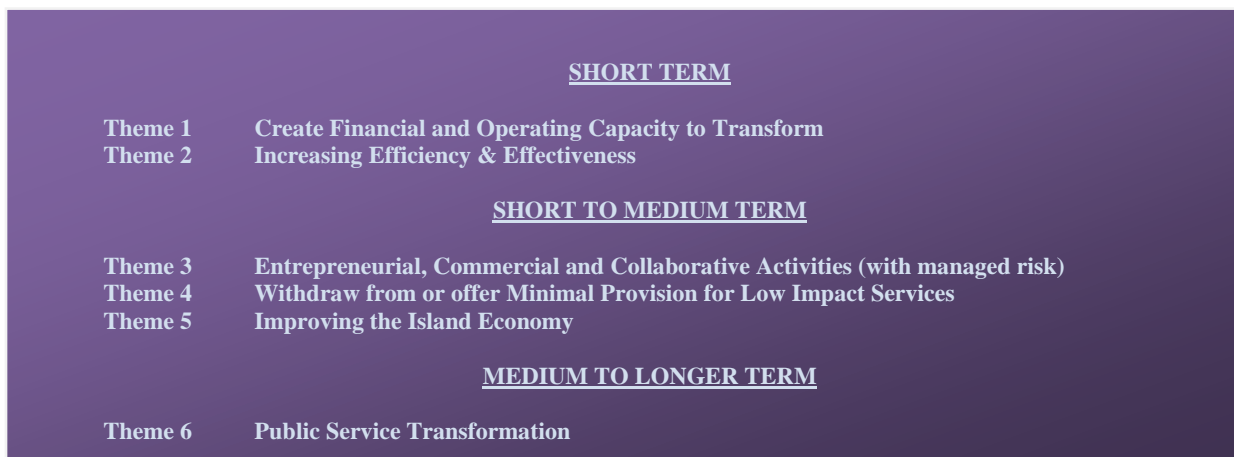 SHORT TERM
Theme 1 Create Financial and Operating Capacity to Transform
Theme 2 Increasing Efficiency & Effectiveness
SHORT TO MEDIUM TERM
Theme 3 Entrepreneurial, Commercial and Collaborative Activities (with managed risk)
Theme 4 Withdraw from or offer Minimal Provision for Low Impact Services
Theme 5 Improving the Island Economy
MEDIUM TO LONGER TERM
Theme 6 Public Service Transformation